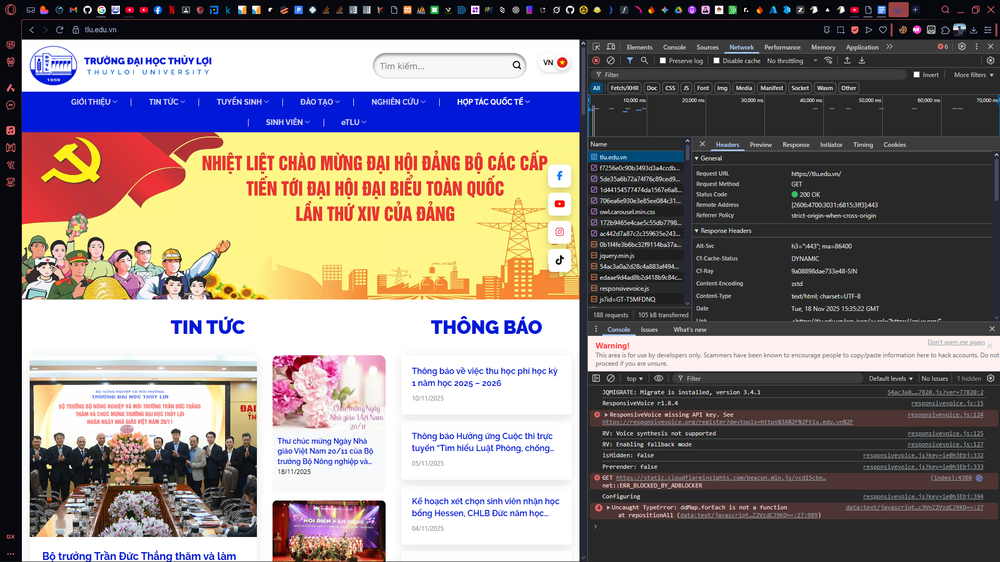 tlu.edu.vn
TRƯỜNG ĐẠI HỌC THỦY LỢI
THUYLOI UNIVERSITY
1959
Tìm kiếm...
VN
GIỚI THIỆU
TIN TỨC
TUYỂN SINH
ĐÀO TẠO
NGHIÊN CỨU
HỢP TÁC QUỐC TẾ
SINH VIÊN
eTLU
NHIỆT LIỆT CHÀO MỪNG ĐẠI HỘI ĐẢNG BỘ CÁC CẤP
TIẾN TỚI ĐẠI HỘI ĐẠI BIỂU TOÀN QUỐC
LẦN THỨ XIV CỦA ĐẢNG
TIN TỨC
BỘ NÔNG NGHIỆP VÀ MÔI TRƯỜNG
TRƯỜNG ĐẠI HỌC THỦY LỢI
BỘ TRƯỞNG BỘ NÔNG NGHIỆP VÀ MÔI TRƯỜNG TRẦN ĐỨC THẮNG
THĂM VÀ CHÚC MỪNG TRƯỜNG ĐẠI HỌC THỦY LỢI
NHÂN NGÀY NHÀ GIÁO VIỆT NAM 20/11
Bộ trưởng Trần Đức Thắng thăm và làm
Chúc mừng Ngày
Nhà giáo Việt Nam
20/11
Thư chúc mừng Ngày Nhà
giáo Việt Nam 20/11 của Bộ
trưởng Bộ Nông nghiệp và...
18/11/2025
HỘI DIỄN VĂN NGHỆ
THÔNG BÁO
Thông báo về việc thu học phí học kỳ
1 năm học 2025 – 2026
10/11/2025
Thông báo Hưởng ứng Cuộc thi trực
tuyến “Tìm hiểu Luật Phòng, chống...
05/11/2025
Kế hoạch xét chọn sinh viên nhận học
bổng Hessen, CHLB Đức năm học...
04/11/2025
GX
Elements Console Sources Network Performance Memory Application 6
Preserve log Disable cache No throttling
Filter Invert More filters
All Fetch/XHR Doc CSS JS Font Img Media Manifest Socket Wasm Other
10,000 ms 20,000 ms 30,000 ms 40,000 ms 50,000 ms 60,000 ms 70,000 ms
Name
tlu.edu.vn
f7256e0c90b3493d3a4ccdb...
5de35a6b72a74f76c89ced9...
1d44154577474da1567e6a8...
706ea6e930e3e85ee084c31...
owl.carousel.min.css
172b9465e4cae5c55db7798...
ac442d7a87c2c359635e243...
0b1f4fe3b6bc32f9114ba37a...
jquery.min.js
54ac3a0a2d28c4a883af494...
edaae9d4ad8b2d418b9c84c...
responsivevoice.js
js?id=GT-T5MFDNQ
188 requests 105 kB transferred
Headers Preview Response Initiator Timing Cookies
General
Request URL https://tlu.edu.vn/
Request Method GET
Status Code 200 OK
Remote Address [2606:4700:3031::6815:3ff3]:443
Referrer Policy strict-origin-when-cross-origin
Response Headers
Alt-Svc h3=":443"; ma=86400
Cf-Cache-Status DYNAMIC
Cf-Ray 9a08898dae733e48-SIN
Content-Encoding zstd
Content-Type text/html; charset=UTF-8
Date Tue, 18 Nov 2025 15:35:22 GMT
Link <https://tlu.edu.vn/wp-json/>; rel="https://api.w.org/"
Console Issues What's new
Warning! Don't warn me again
This area is for use by developers only. Scammers have been known to encourage people to copy/paste information here to hack accounts. Do not
proceed if you are unsure.
top Filter Default levels No Issues 1 hidden
JQMIGRATE: Migrate is installed, version 3.4.1 54ac3a0...…7820.js?ver=77820:2
ResponsiveVoice r1.8.4 responsivevoice.js:15
ResponsiveVoice missing API key. See responsivevoice.js:124
https://responsivevoice.org/register?devtools=https%3A%2F%2Ftlu.edu.vn%2F
RV: Voice synthesis not supported responsivevoice.js:125
RV: Enabling fallback mode responsivevoice.js:127
isHidden: false responsivevoice.js?key=ie0h3Ebj:332
Prerender: false responsivevoice.js?key=ie0h3Ebj:333
GET https://static.cloudflareinsights.com/beacon.min.js/vcd15cbe… (index):4380
net::ERR_BLOCKED_BY_ADBLOCKER
Configuring responsivevoice.js?key=ie0h3Ebj:394
4 Uncaught TypeError: ddMap.forEach is not a function data:text/javascript…c3VnZ2VzdCJ9KQ==:27
at repositionAll (data:text/javascript…Z2VzdCJ9KQ==:27:989)